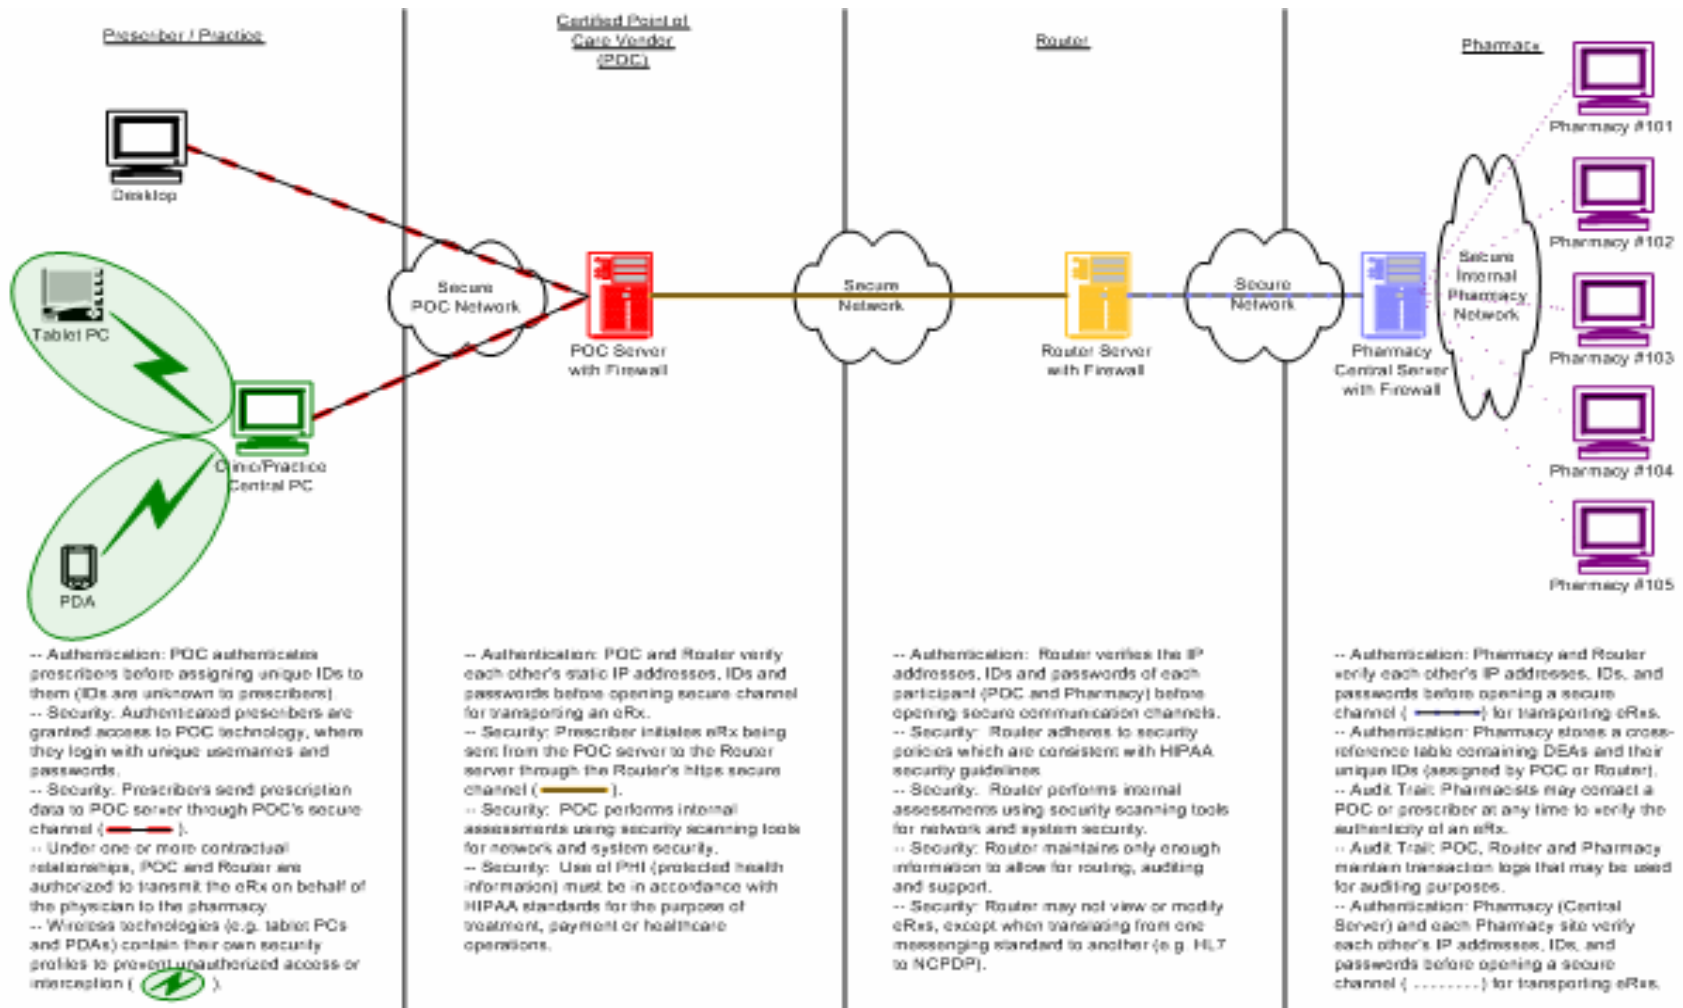 Prescriber / Practice
Certified Point of
Care Vendor
(POC)
Router
Pharmacy
Desktop
Tablet PC
Clinic/Practice
Central PC
PDA
Secure
POC Network
POC Server
with Firewall
Secure
Network
Router Server
with Firewall
Secure
Network
Pharmacy
Central Server
with Firewall
Secure
Internal
Pharmacy
Network
Pharmacy #101
Pharmacy #102
Pharmacy #103
Pharmacy #104
Pharmacy #105
-- Authentication: POC authenticates
prescribers before assigning unique IDs to
them (IDs are unknown to prescribers).
-- Security: Authenticated prescribers are
granted access to POC technology, where
they login with unique usernames and
passwords.
-- Security: Prescribers send prescription
data to POC server through POC's secure
channel ( ).
-- Under one or more contractual
relationships, POC and Router are
authorized to transmit the eRx on behalf of
the physician to the pharmacy.
-- Wireless technologies (e.g. tablet PCs
and PDAs) contain their own security
profiles to prevent unauthorized access or
interception ( ).
-- Authentication: POC and Router verify
each other's static IP addresses, IDs and
passwords before opening secure channel
for transporting an eRx.
-- Security: Prescriber initiates eRx being
sent from the POC server to the Router
server through the Router's https secure
channel ( ).
-- Security: POC performs internal
assessments using security scanning tools
for network and system security.
-- Security: Use of PHI (protected health
information) must be in accordance with
HIPAA standards for the purpose of
treatment, payment or healthcare
operations.
-- Authentication: Router verifies the IP
addresses, IDs and passwords of each
participant (POC and Pharmacy) before
opening secure communication channels.
-- Security: Router adheres to security
policies which are consistent with HIPAA
security guidelines
-- Security: Router performs internal
assessments using security scanning tools
for network and system security.
-- Security: Router maintains only enough
information to allow for routing, auditing
and support.
-- Security: Router may not view or modify
eRxs, except when translating from one
messenging standard to another (e.g. HL7
to NCPDP).
-- Authentication: Pharmacy and Router
verify each other's IP addresses, IDs, and
passwords before opening a secure
channel ( ) for transporting eRxs.
-- Authentication: Pharmacy stores a cross-
reference table containing DEAs and their
unique IDs (assigned by POC or Router).
-- Audit Trail: Pharmacists may contact a
POC or prescriber at any time to verify the
authenticity of an eRx.
-- Audit Trail: POC, Router and Pharmacy
maintain transaction logs that may be used
for auditing purposes.
-- Authentication: Pharmacy (Central
Server) and each Pharmacy site verify
each other's IP addresses, IDs, and
passwords before opening a secure
channel ( ........ ) for transporting eRxs.